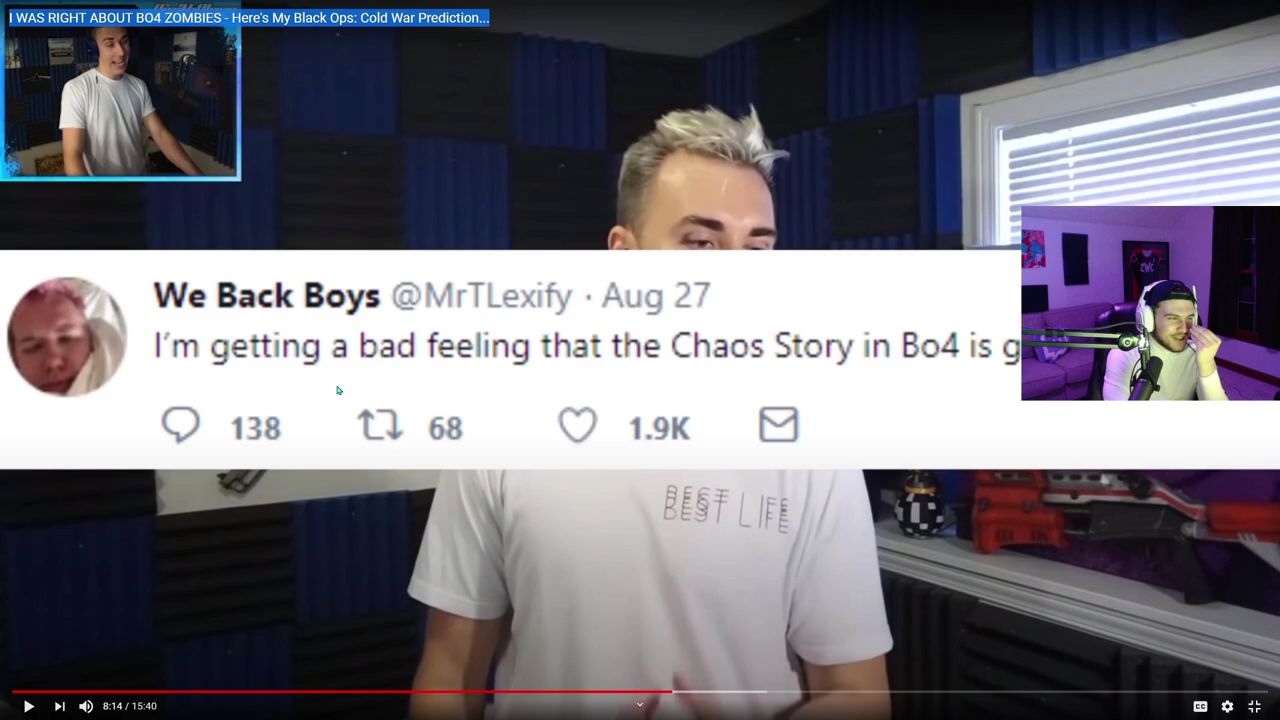 I WAS RIGHT ABOUT BO4 ZOMBIES - Here's My Black Ops: Cold War Prediction...
ZWC
We Back Boys @MrTLexify · Aug 27
I'm getting a bad feeling that the Chaos Story in Bo4 is g
138 68 1.9K
BEST LIFE
8:14 / 15:40
CC